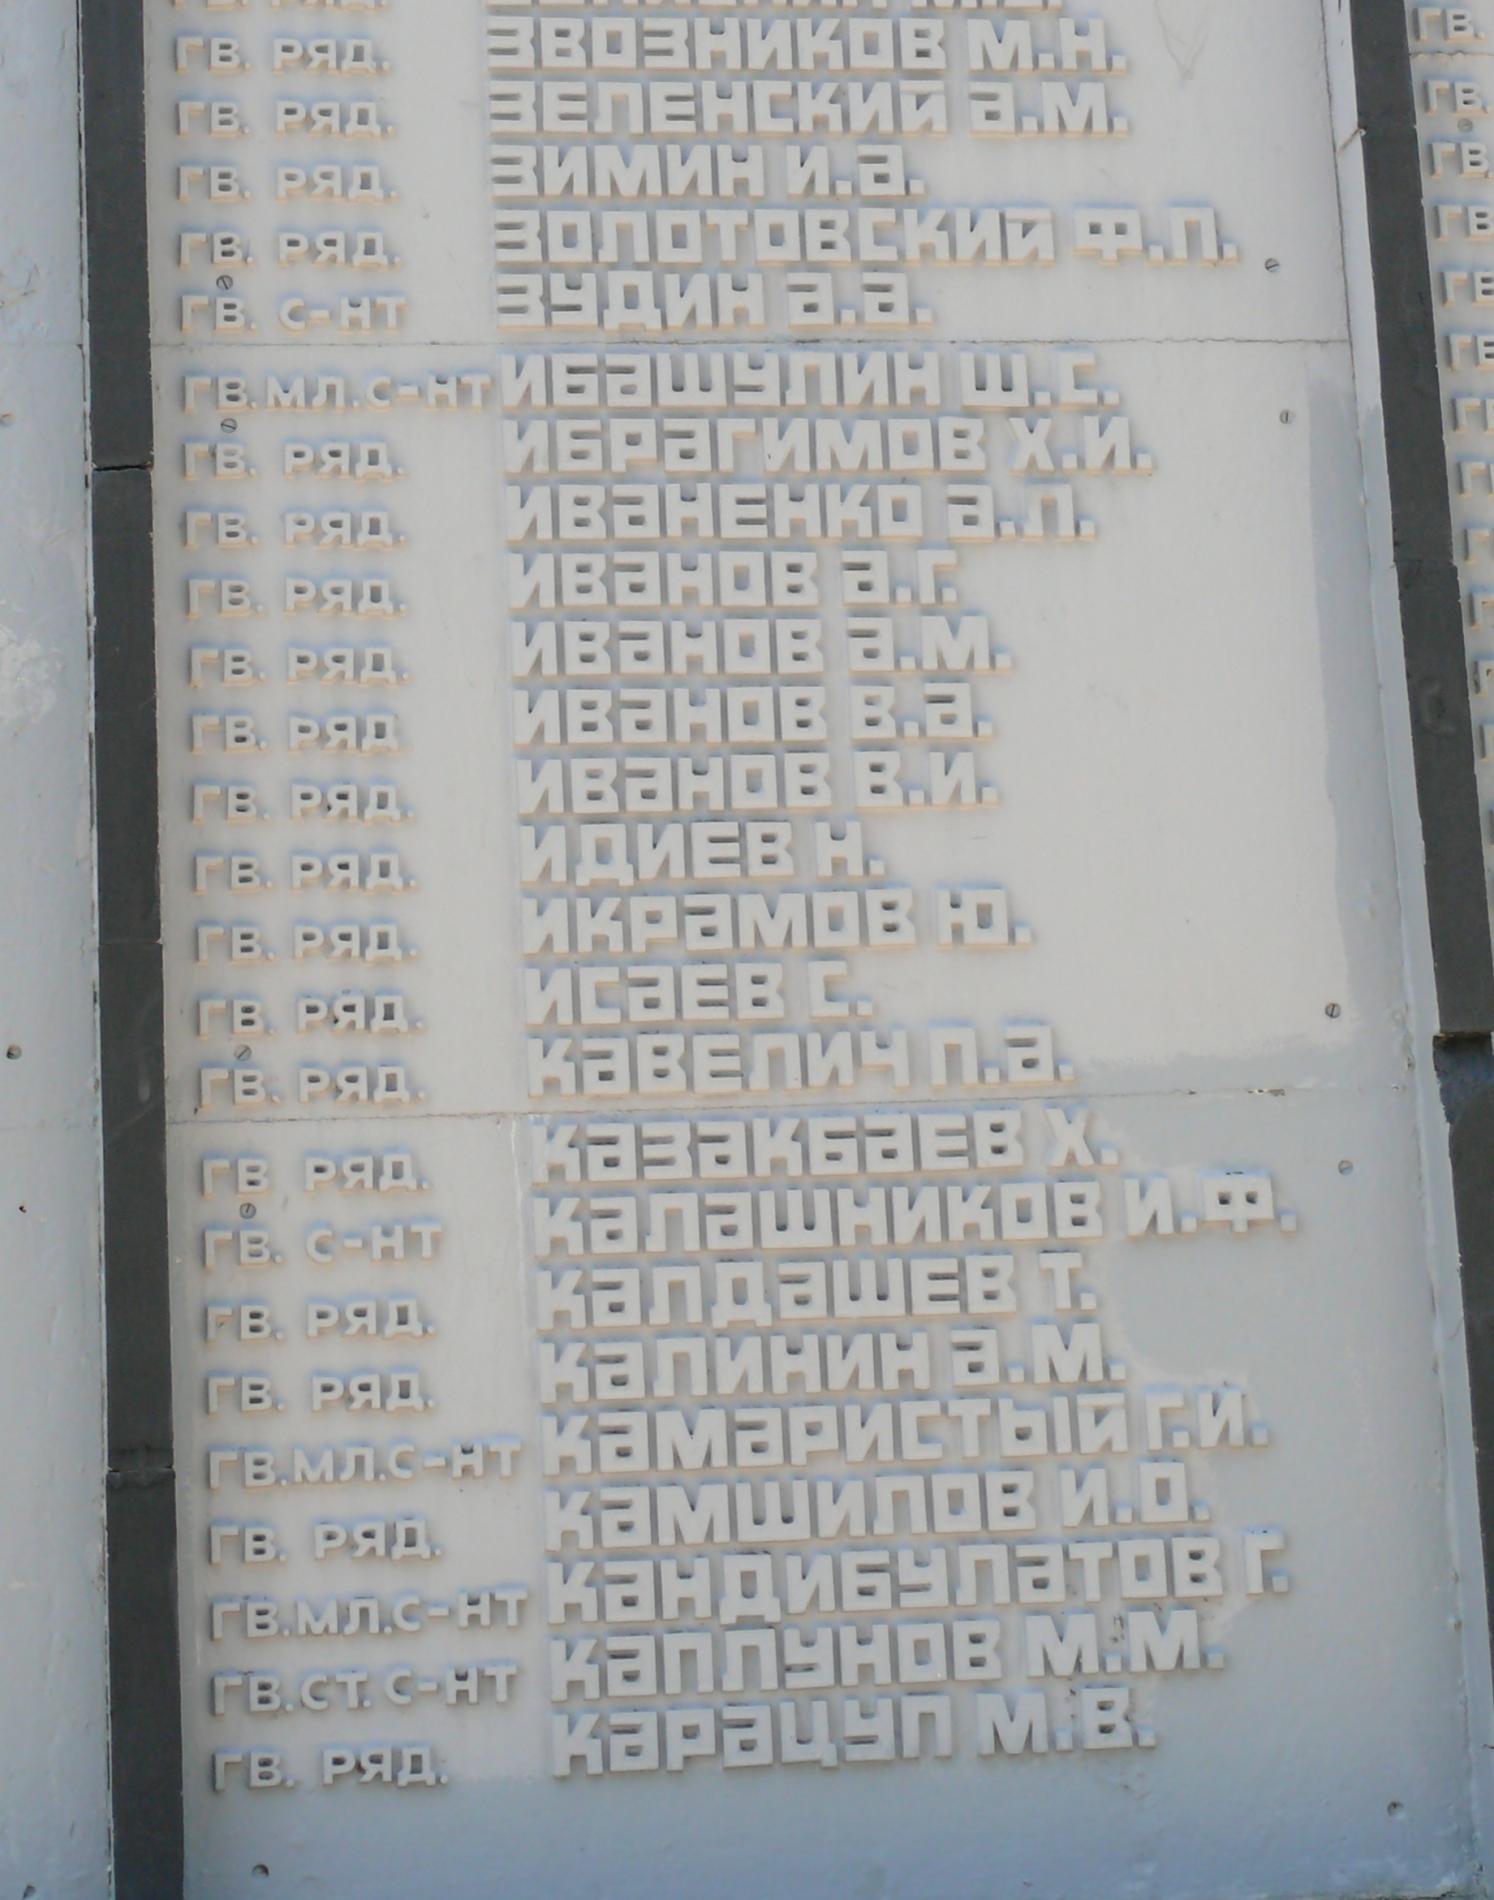 ГВ. РЯД. ЗВОЗНИКОВ М.Н.
ГВ. РЯД. ЗЕЛЕНСКИЙ А.М.
ГВ. РЯД. ЗИМИН И.А.
ГВ. РЯД. ЗОЛОТОВСКИЙ Ф.П.
ГВ. С-НТ ЗУДИН А.А.
ГВ.МЛ.С-НТ ИБАШУЛИН Ш.С.
ГВ. РЯД. ИБРАГИМОВ Х.И.
ГВ. РЯД. ИВАНЕНКО А.Л.
ГВ. РЯД. ИВАНОВ А.Г.
ГВ. РЯД. ИВАНОВ А.М.
ГВ. РЯД ИВАНОВ В.А.
ГВ. РЯД. ИВАНОВ В.И.
ГВ. РЯД. ИДИЕВ Н.
ГВ. РЯД. ИКРАМОВ Ю.
ГВ. РЯД. ИСАЕВ С.
ГВ. РЯД. КАВЕЛИЧ П.А.
ГВ РЯД. КАЗАКБАЕВ Х.
ГВ. С-НТ КАЛАШНИКОВ И.Ф.
ГВ. РЯД. КАЛДАШЕВ Т.
ГВ. РЯД. КАЛИНИН А.М.
ГВ.МЛ.С-НТ КАМАРИСТЫЙ Г.И.
ГВ. РЯД. КАМШИЛОВ И.О.
ГВ.МЛ.С-НТ КАНДИБУЛАТОВ Г.
ГВ.СТ.С-НТ КАПЛУНОВ М.М.
ГВ. РЯД. КАРАЦУП М.В.